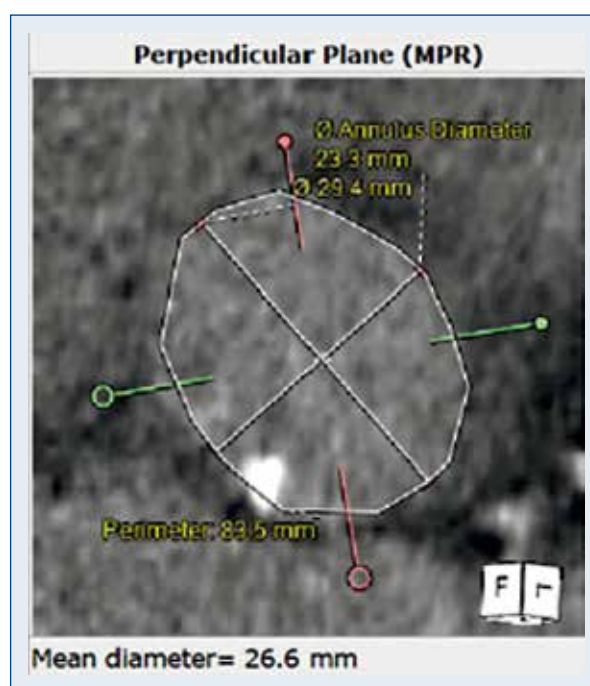 Perpendicular Plane (MPR)
Ø Annulus Diameter
23.3 mm
Ø 29.4 mm
Perimeter: 83.5 mm
F
Mean diameter= 26.6 mm